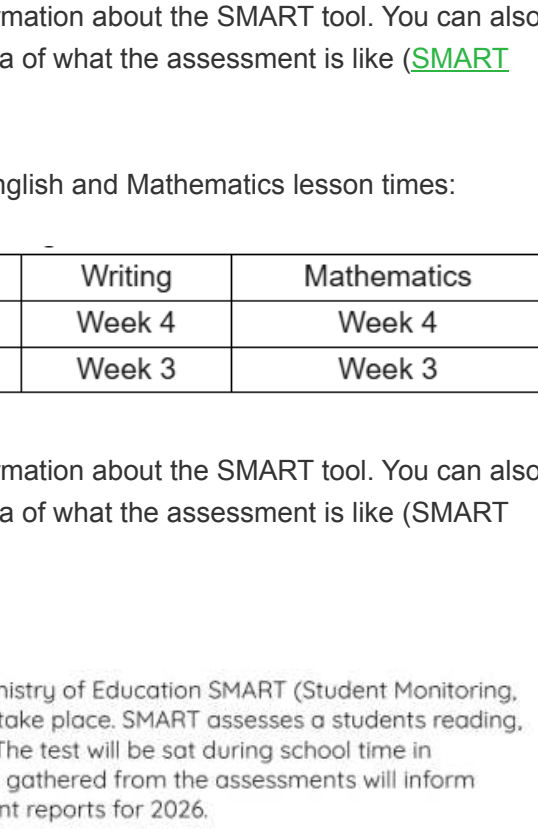 rmation about the SMART tool. You can also
a of what the assessment is like (SMART
nglish and Mathematics lesson times:
Writing Mathematics
Week 4 Week 4
Week 3 Week 3
rmation about the SMART tool. You can also
a of what the assessment is like (SMART
nistry of Education SMART (Student Monitoring,
take place. SMART assesses a students reading,
The test will be sat during school time in
gathered from the assessments will inform
nt reports for 2026.